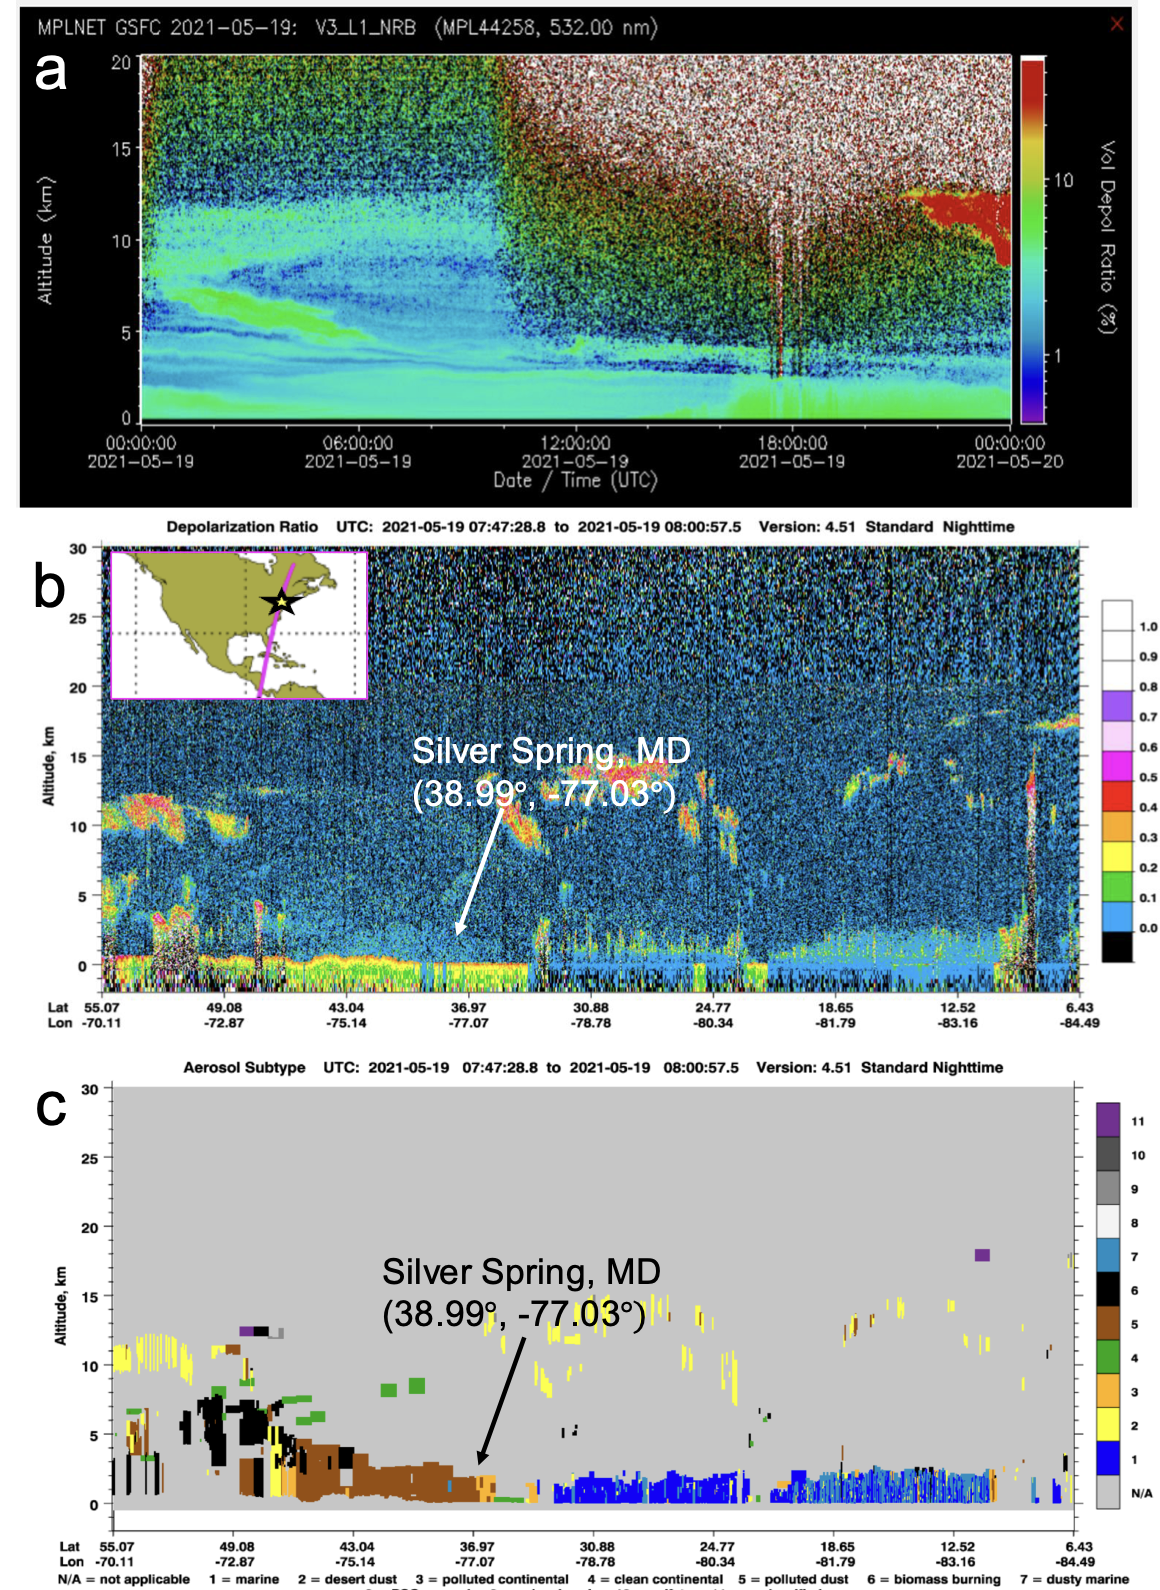 MPLNET GSFC 2021-05-19: V3_L1_NRB (MPL44258, 532.00 nm)
X
a
20
15
10
5
0
Altitude (km)
10
1
Vol Depol Ratio (%)
00:00:00 06:00:00 12:00:00 18:00:00 00:00:00
2021-05-19 2021-05-19 2021-05-19 2021-05-19 2021-05-20
Date / Time (UTC)
Depolarization Ratio UTC: 2021-05-19 07:47:28.8 to 2021-05-19 08:00:57.5 Version: 4.51 Standard Nighttime
b
30
25
20
15
10
5
0
Altitude, km
Silver Spring, MD
(38.99°, -77.03°)
1.0
0.9
0.8
0.7
0.6
0.5
0.4
0.3
0.2
0.1
0.0
Lat 55.07 49.08 43.04 36.97 30.88 24.77 18.65 12.52 6.43
Lon -70.11 -72.87 -75.14 -77.07 -78.78 -80.34 -81.79 -83.16 -84.49
Aerosol Subtype UTC: 2021-05-19 07:47:28.8 to 2021-05-19 08:00:57.5 Version: 4.51 Standard Nighttime
c
30
25
20
15
10
5
0
Altitude, km
Silver Spring, MD
(38.99°, -77.03°)
11
10
9
8
7
6
5
4
3
2
1
N/A
Lat 55.07 49.08 43.04 36.97 30.88 24.77 18.65 12.52 6.43
Lon -70.11 -72.87 -75.14 -77.07 -78.78 -80.34 -81.79 -83.16 -84.49
N/A = not applicable 1 = marine 2 = desert dust 3 = polluted continental 4 = clean continental 5 = polluted dust 6 = biomass burning 7 = dusty marine